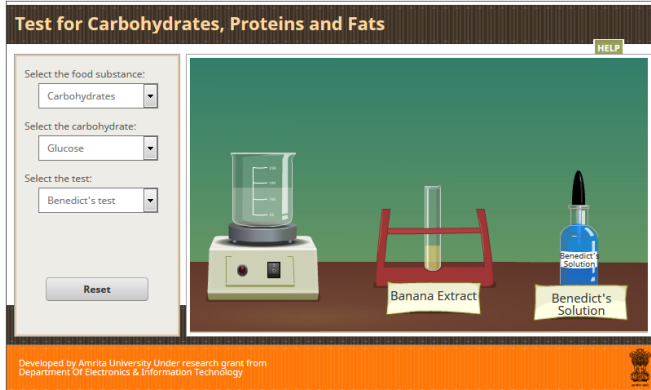 Test for Carbohydrates, Proteins and Fats
HELP
Select the food substance:
Carbohydrates
Select the carbohydrate:
Glucose
Select the test:
Benedict's test
Reset
Benedict's
Solution
Banana Extract
Benedict's
Solution
Developed by Amrita University Under research grant from
Department Of Electronics & Information Technology